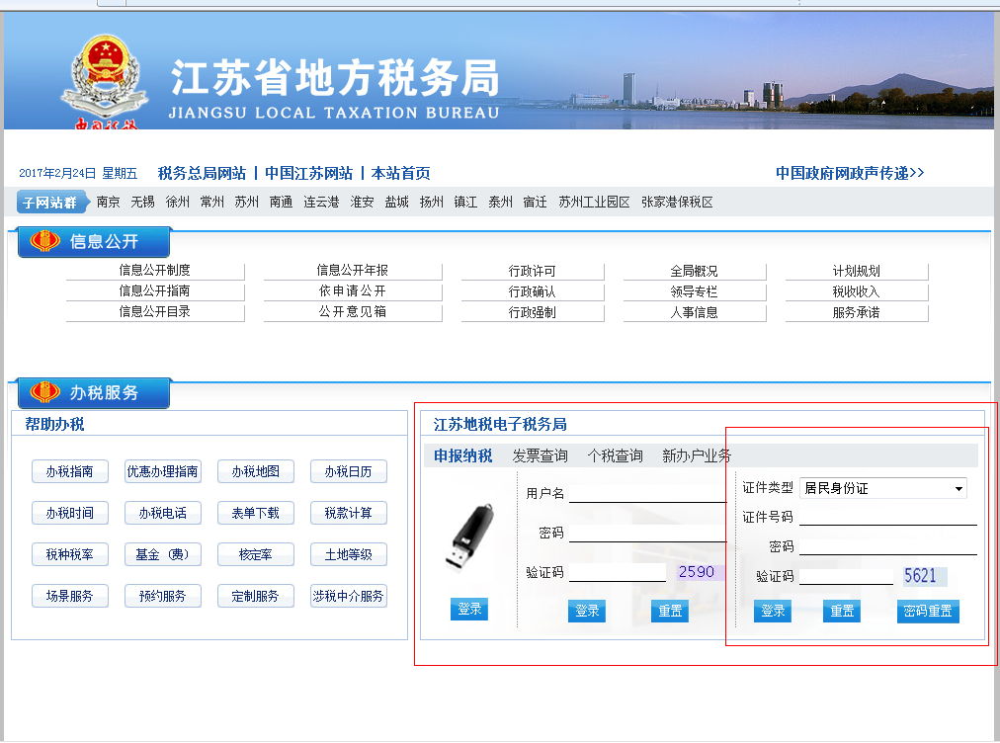 江苏省地方税务局
JIANGSU LOCAL TAXATION BUREAU
2017年2月24日 星期五 税务总局网站 | 中国江苏网站 | 本站首页 中国政府网政声传递>>
子网站群 南京 无锡 徐州 常州 苏州 南通 连云港 淮安 盐城 扬州 镇江 泰州 宿迁 苏州工业园区 张家港保税区
信息公开
信息公开制度 信息公开年报 行政许可 全局概况 计划规划
信息公开指南 依申请公开 行政确认 领导专栏 税收收入
信息公开目录 公开意见箱 行政强制 人事信息 服务承诺
办税服务
帮助办税
办税指南 优惠办理指南 办税地图 办税日历
办税时间 办税电话 表单下载 税款计算
税种税率 基金（费） 核定率 土地等级
场景服务 预约服务 定制服务 涉税中介服务
江苏地税电子税务局
申报纳税 发票查询 个税查询 新办户业务
登录
用户名
密码
验证码 2590
登录 重置
证件类型 居民身份证
证件号码
密码
验证码 5621
登录 重置 密码重置